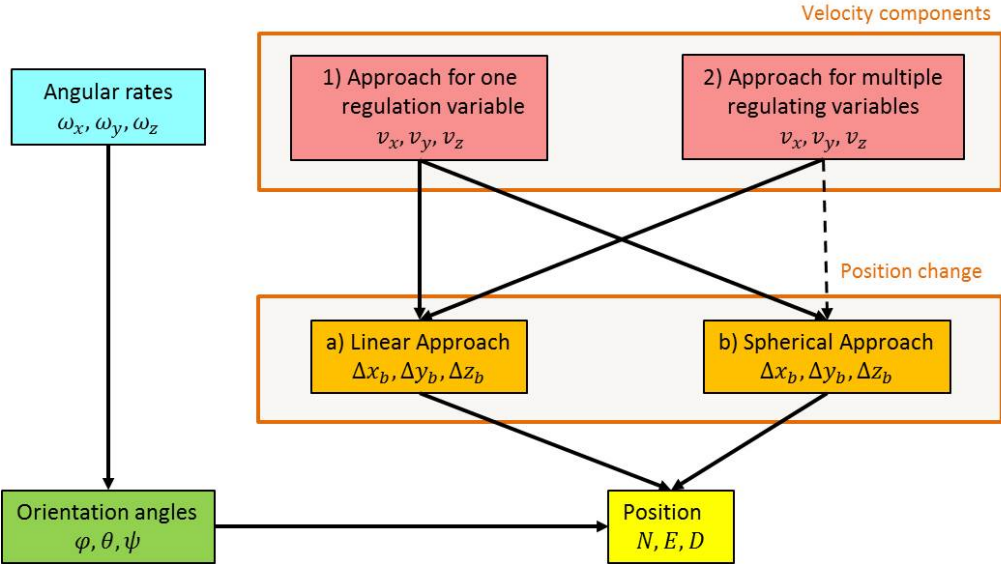 Velocity components
Angular rates
ω_x, ω_y, ω_z
1) Approach for one
regulation variable
v_x, v_y, v_z
2) Approach for multiple
regulating variables
v_x, v_y, v_z
Position change
a) Linear Approach
Δx_b, Δy_b, Δz_b
b) Spherical Approach
Δx_b, Δy_b, Δz_b
Orientation angles
φ, θ, ψ
Position
N, E, D